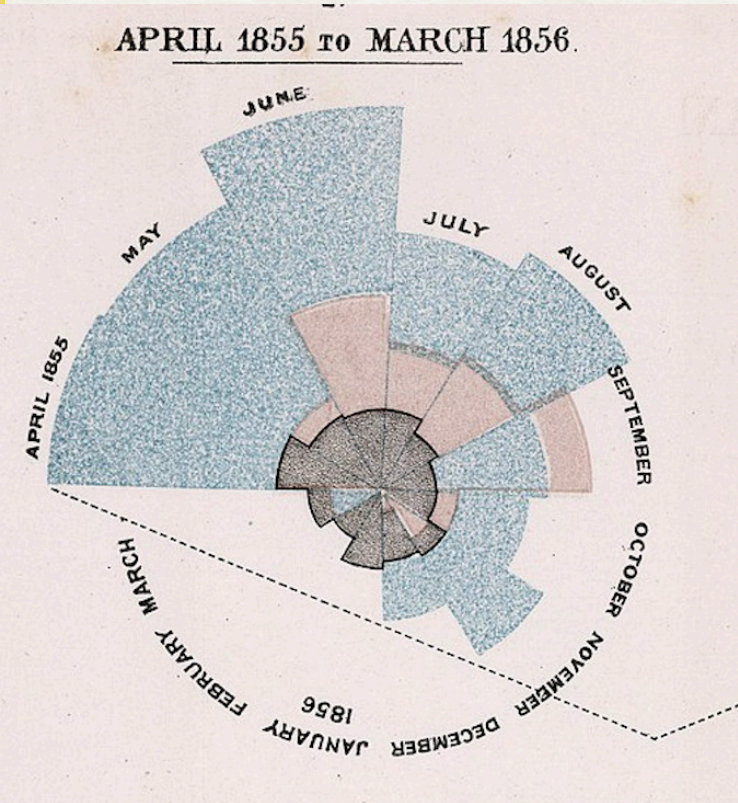 APRIL 1855 TO MARCH 1856.
JUNE
JULY
MAY
AUGUST
APRIL 1855
SEPTEMBER
OCTOBER
MARCH
NOVEMBER
FEBRUARY
1856
JANUARY
DECEMBER